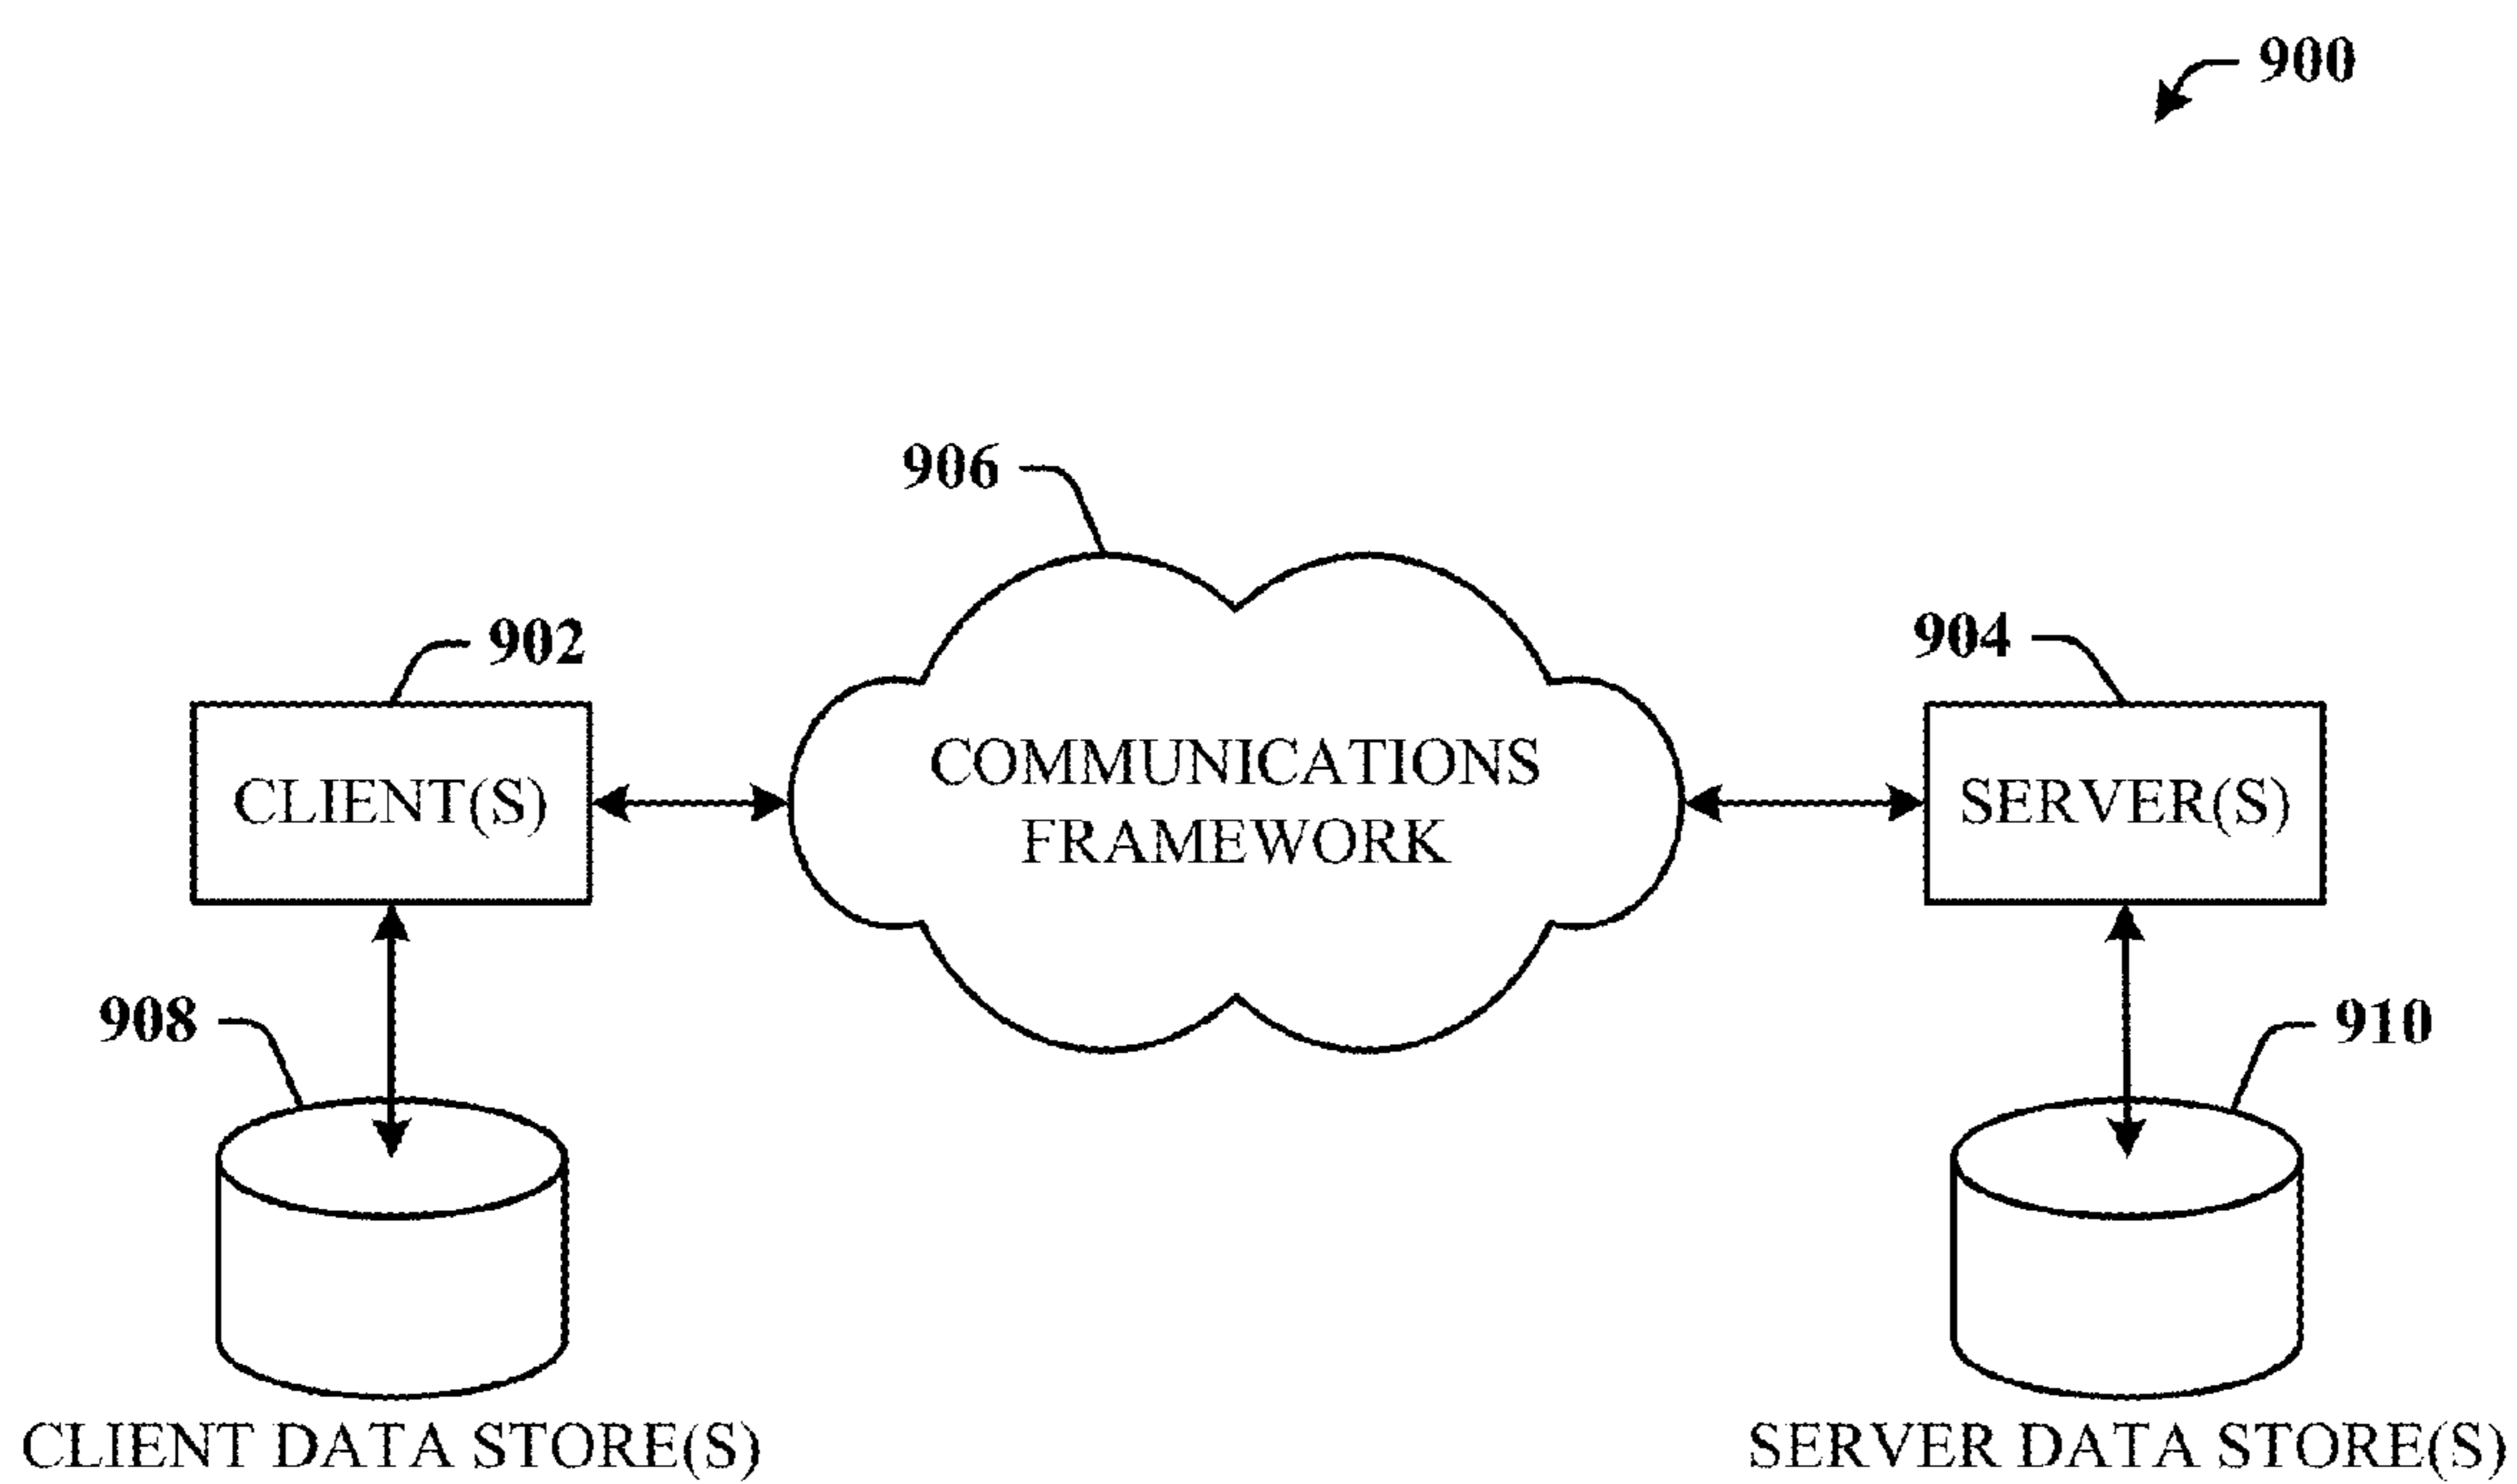 900
906
902
904
CLIENT(S)
COMMUNICATIONS
FRAMEWORK
SERVER(S)
908
910
CLIENT DATA STORE(S)
SERVER DATA STORE(S)